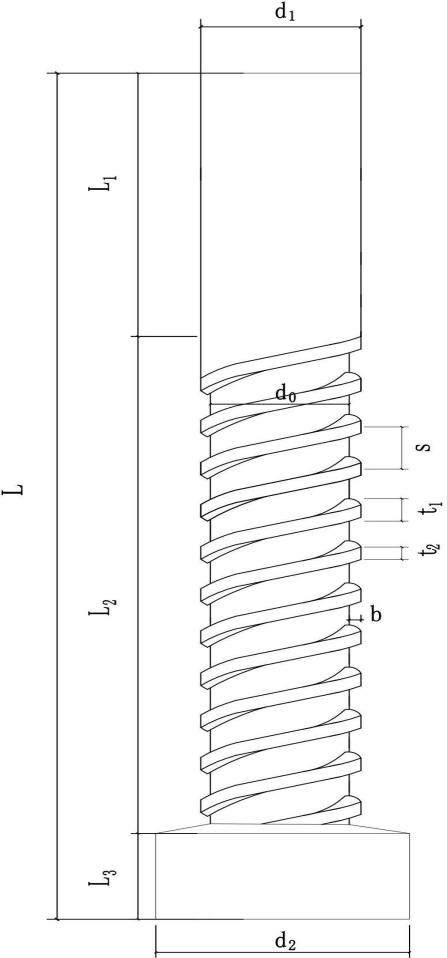 d₁
L₁
d₀
s
L
t₁
t₂
L₂
b
L₃
d₂